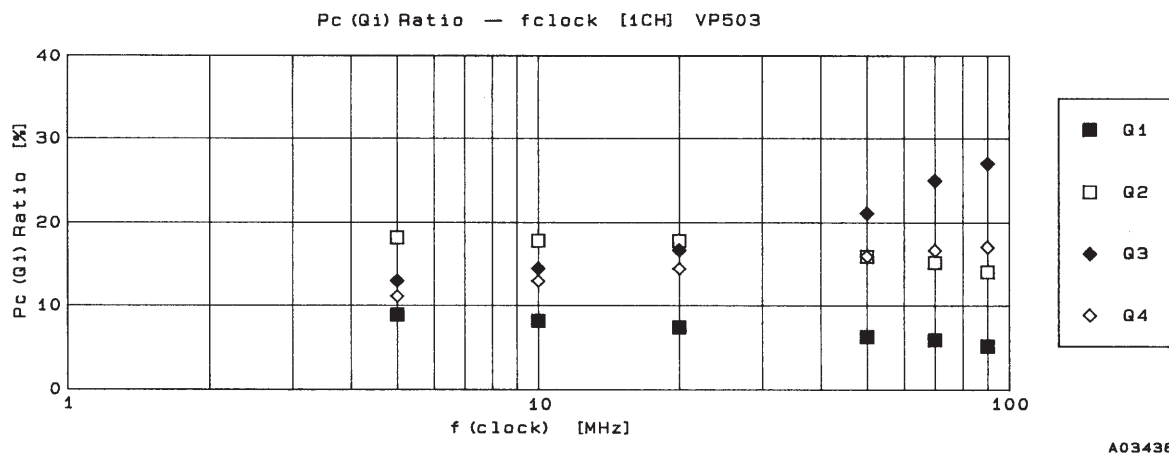 Pc (Qi) Ratio — fclock [1CH] VP503
40
30
20
10
0
Pc (Qi) Ratio [%]
1
10
100
f (clock) [MHz]
Q1
Q2
Q3
Q4
A03436